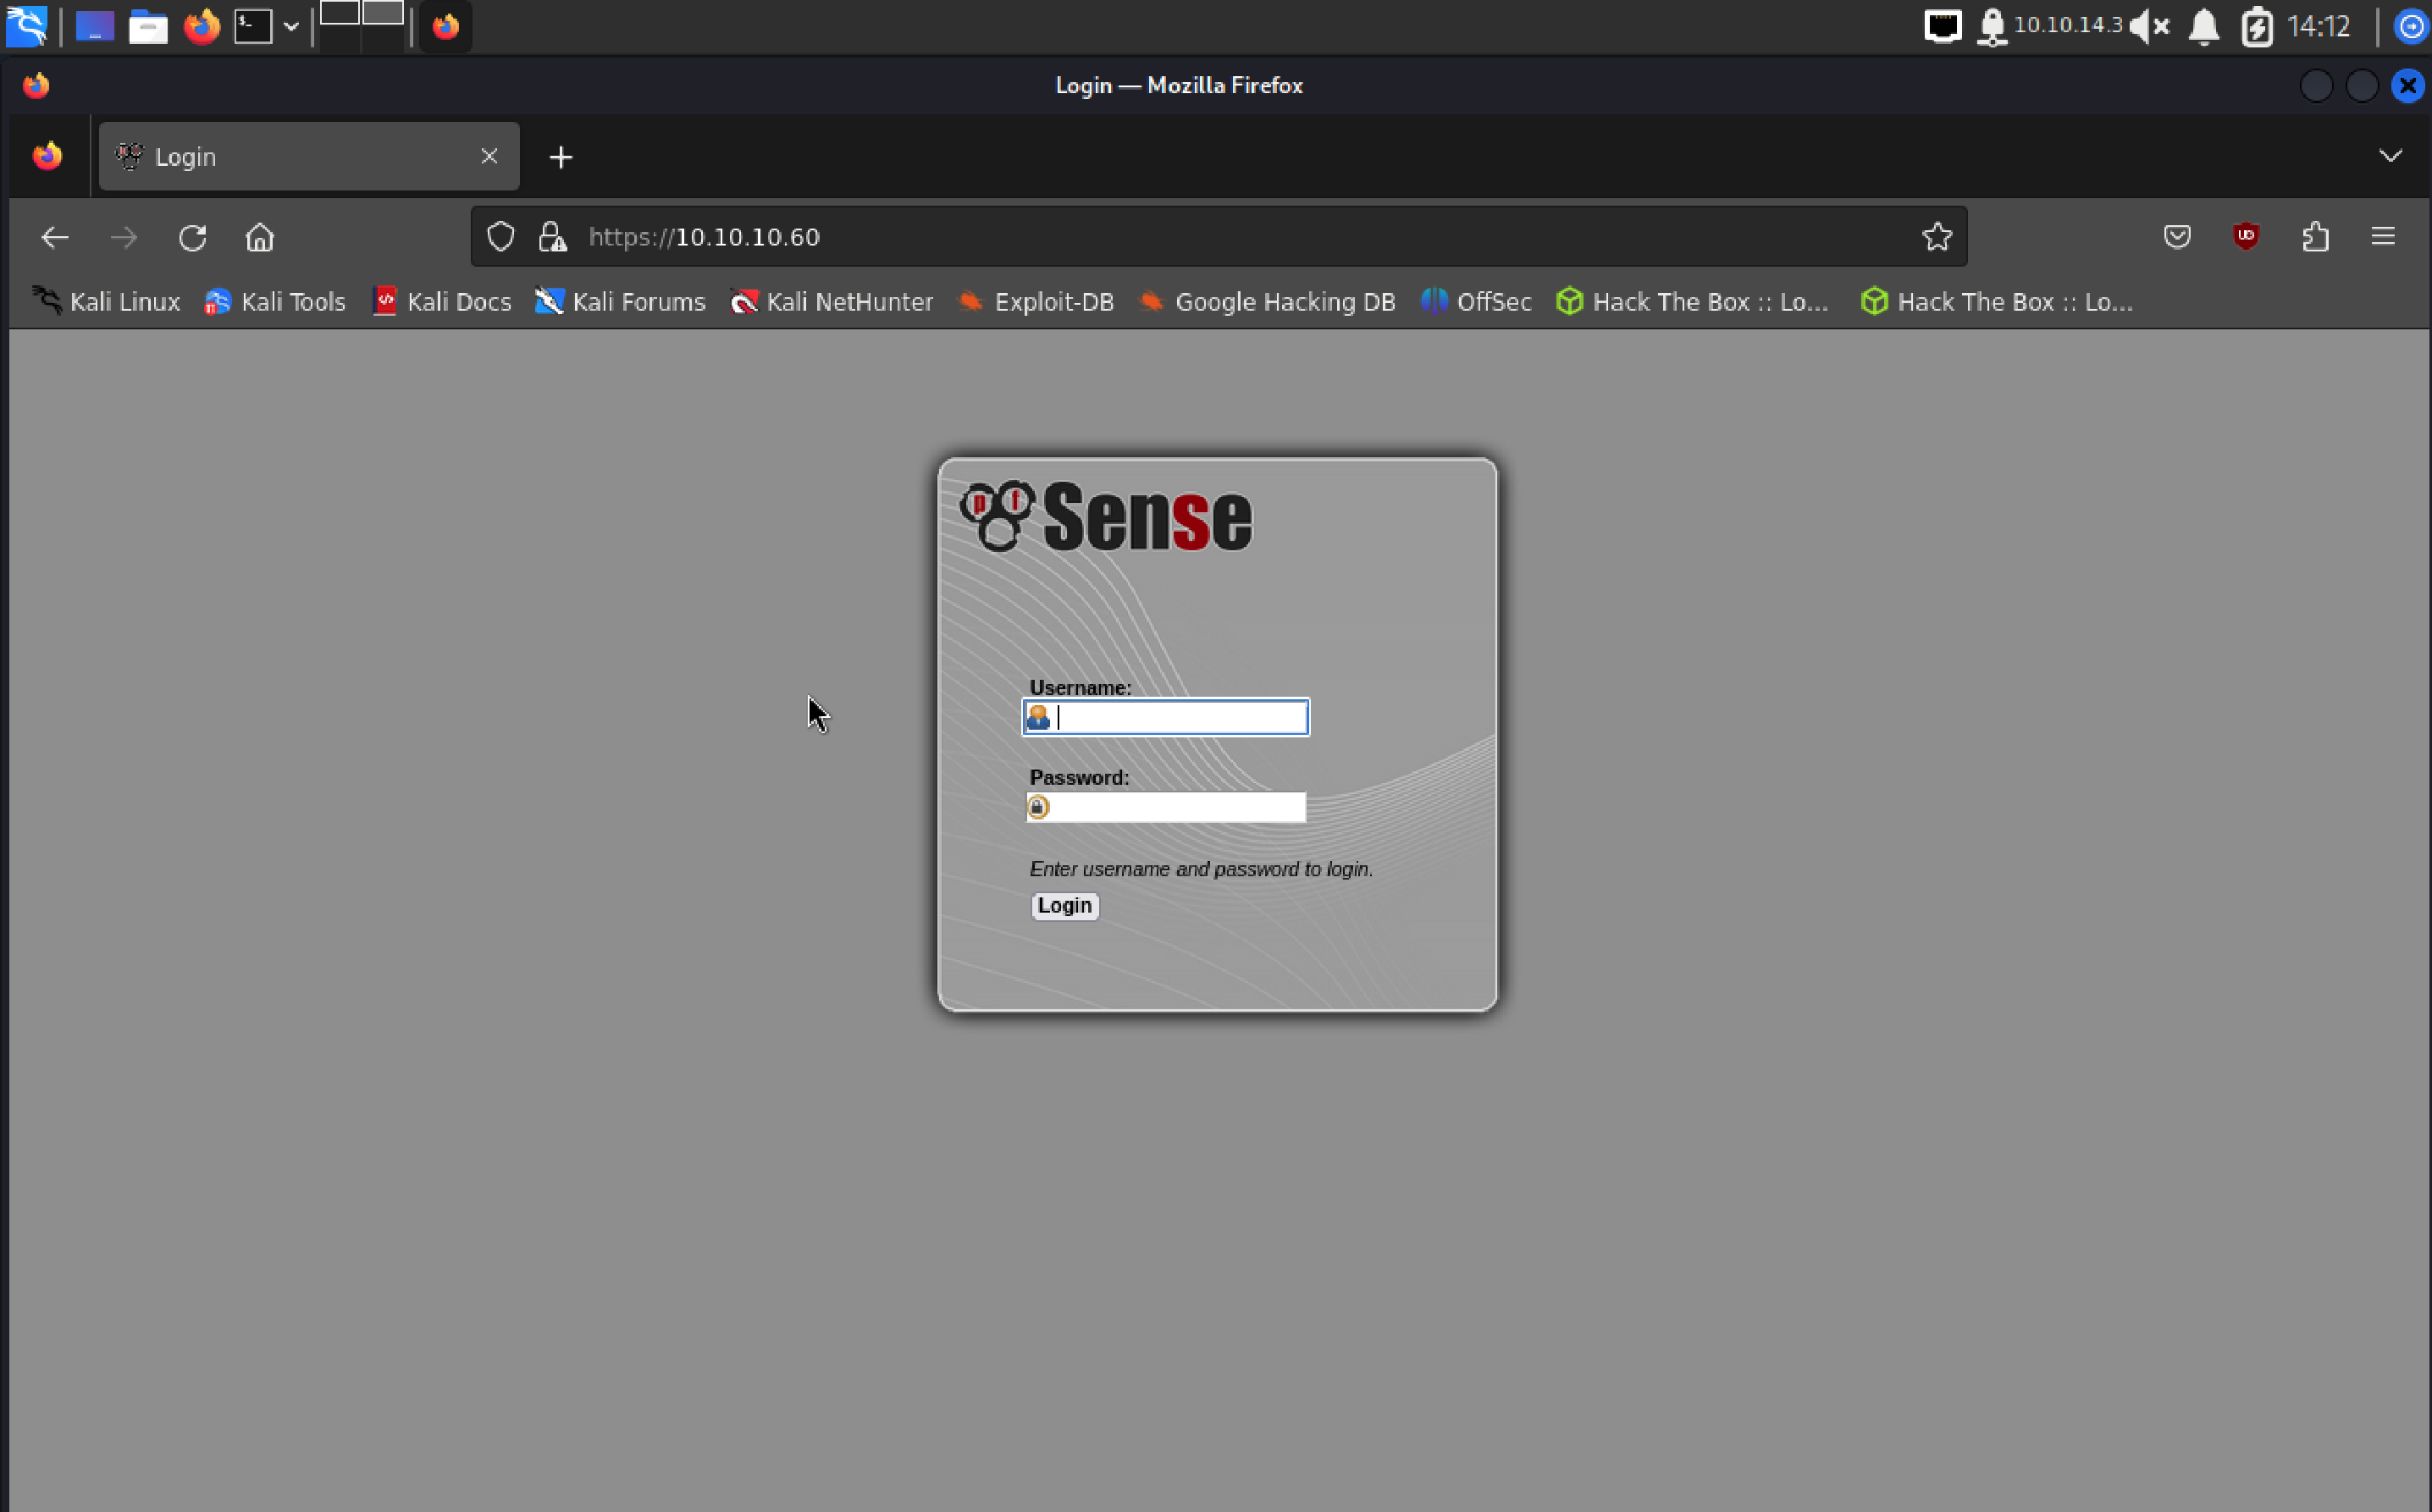 10.10.14.3 14:12
Login — Mozilla Firefox
Login
https://10.10.10.60
Kali Linux Kali Tools Kali Docs Kali Forums Kali NetHunter Exploit-DB Google Hacking DB OffSec Hack The Box :: Lo... Hack The Box :: Lo...
pf Sense
Username:
Password:
Enter username and password to login.
Login